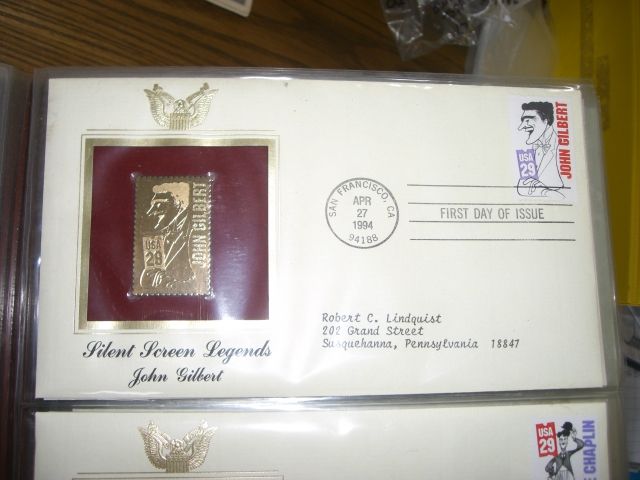 USA
29
JOHN GILBERT
Silent Screen Legends
John Gilbert
SAN FRANCISCO, CA
APR
27
1994
94188
FIRST DAY OF ISSUE
USA
29
JOHN GILBERT
Robert C. Lindquist
202 Grand Street
Susquehanna, Pennsylvania 18847
USA
29
CHAPLIN